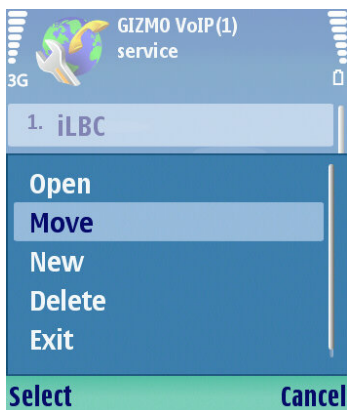 GIZMO VoIP(1)
service
3G
1. iLBC
Open
Move
New
Delete
Exit
Select Cancel